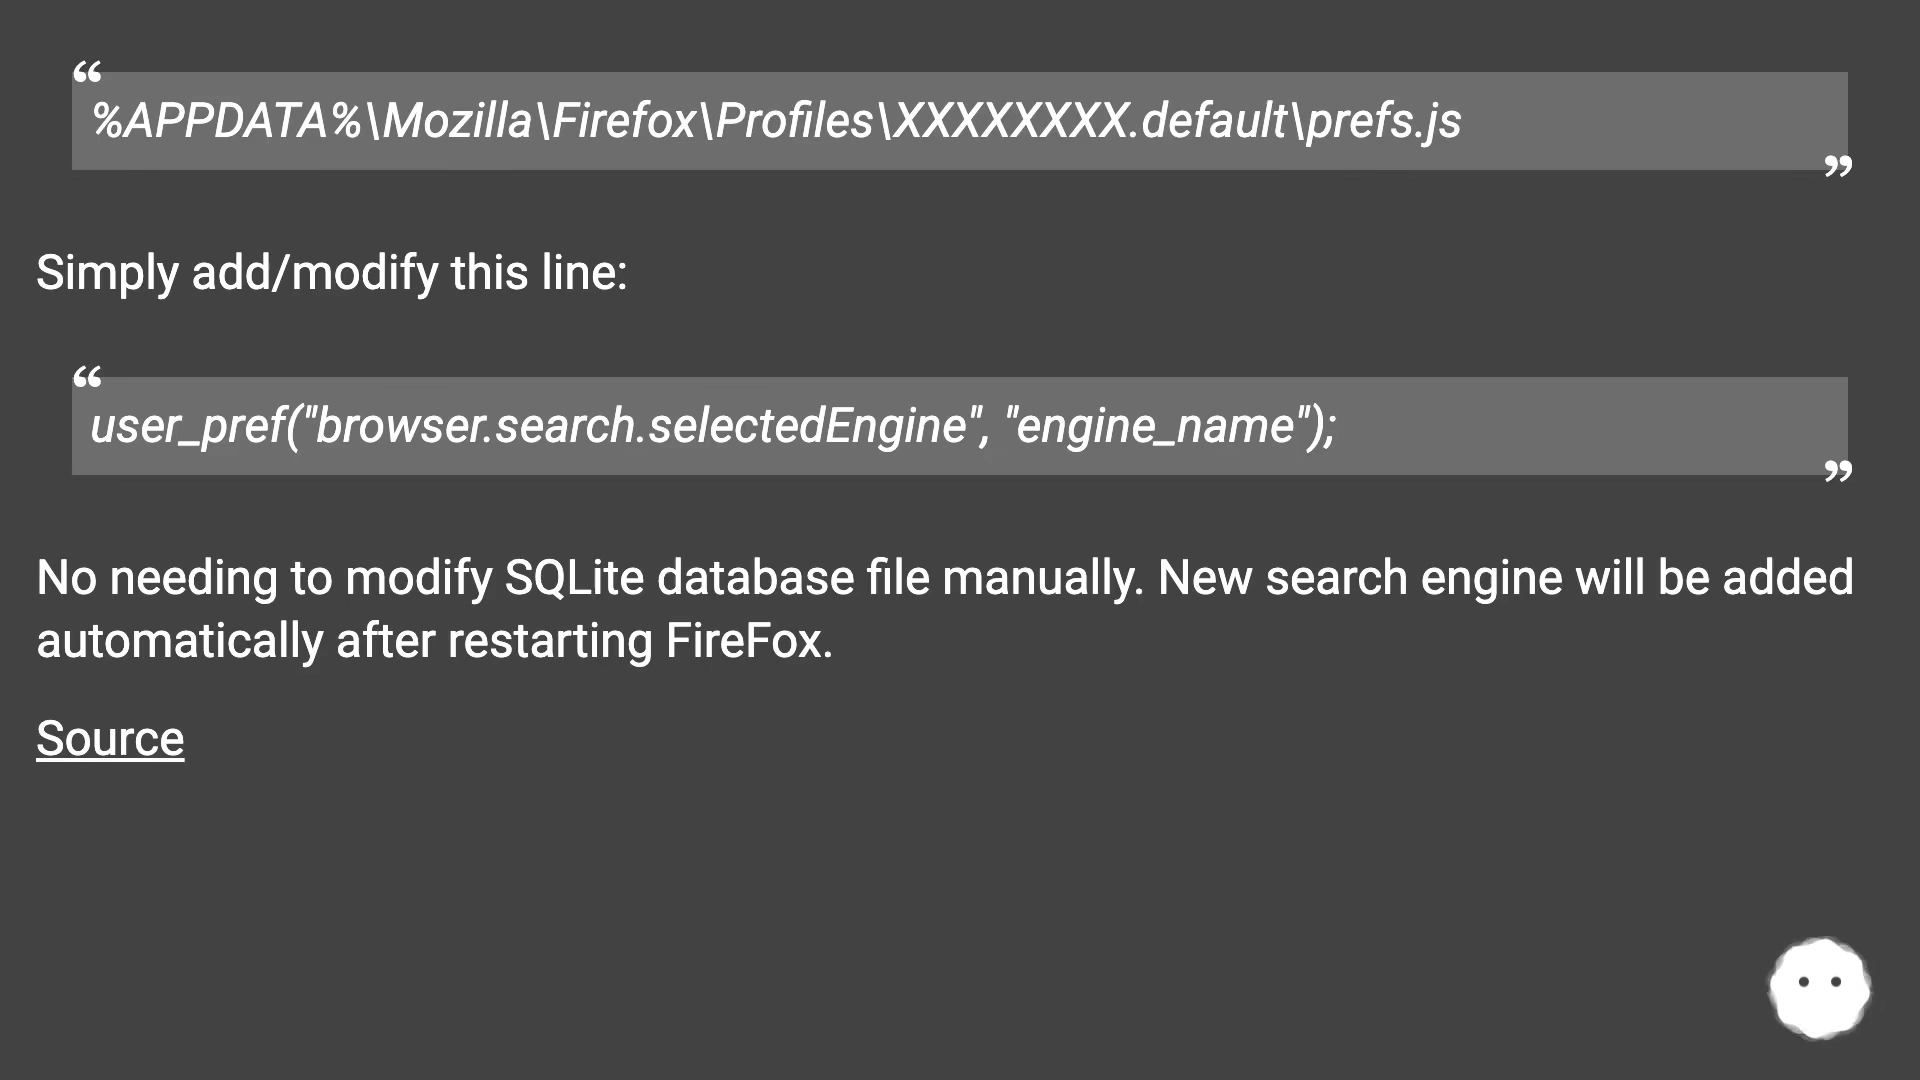 “
%APPDATA%\Mozilla\Firefox\Profiles\XXXXXXXX.default\prefs.js
”
Simply add/modify this line:
“
user_pref("browser.search.selectedEngine", "engine_name");
”
No needing to modify SQLite database file manually. New search engine will be added
automatically after restarting FireFox.
Source